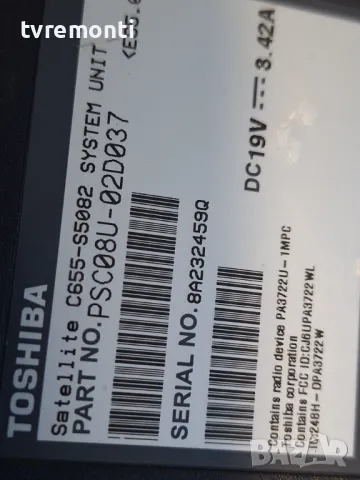 tvremonti
TOSHIBA
Satellite C655-S5082 SYSTEM UNIT
PART NO.PSC08U-02D037
SERIAL NO.8A232459Q
DC19V 3.42A
Contains radio device PA3722U-1MPC
Toshiba corporation
Contains FCC ID:CJ6UPA3722WL
IC:248H-DPA3722W
bazar